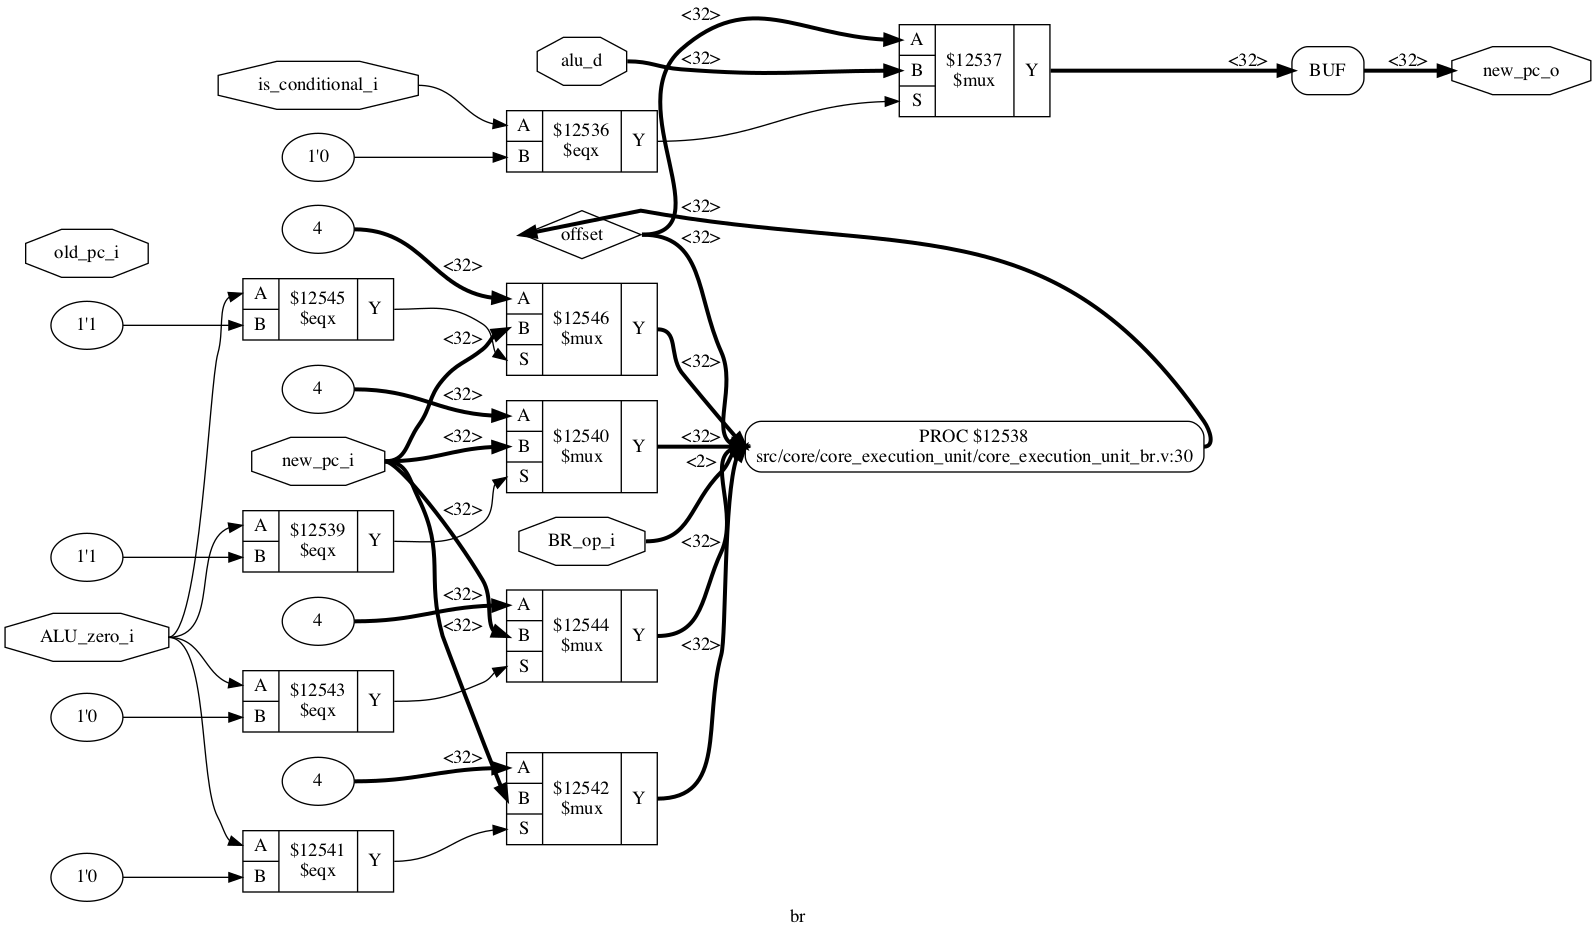 <32>
alu_d
<32>
A
B
S
$12537
$mux
Y
<32>
BUF
<32>
new_pc_o
is_conditional_i
1'0
A
B
$12536
$eqx
Y
4
<32>
offset
<32>
<32>
old_pc_i
1'1
A
B
$12545
$eqx
Y
<32>
A
B
S
$12546
$mux
Y
<32>
4
<32>
<32>
new_pc_i
A
B
S
$12540
$mux
Y
<32>
<2>
PROC $12538
src/core/core_execution_unit/core_execution_unit_br.v:30
1'1
A
B
$12539
$eqx
Y
<32>
BR_op_i
<32>
ALU_zero_i
4
<32>
<32>
A
B
S
$12544
$mux
Y
<32>
1'0
A
B
$12543
$eqx
Y
4
<32>
A
B
S
$12542
$mux
Y
1'0
A
B
$12541
$eqx
Y
br